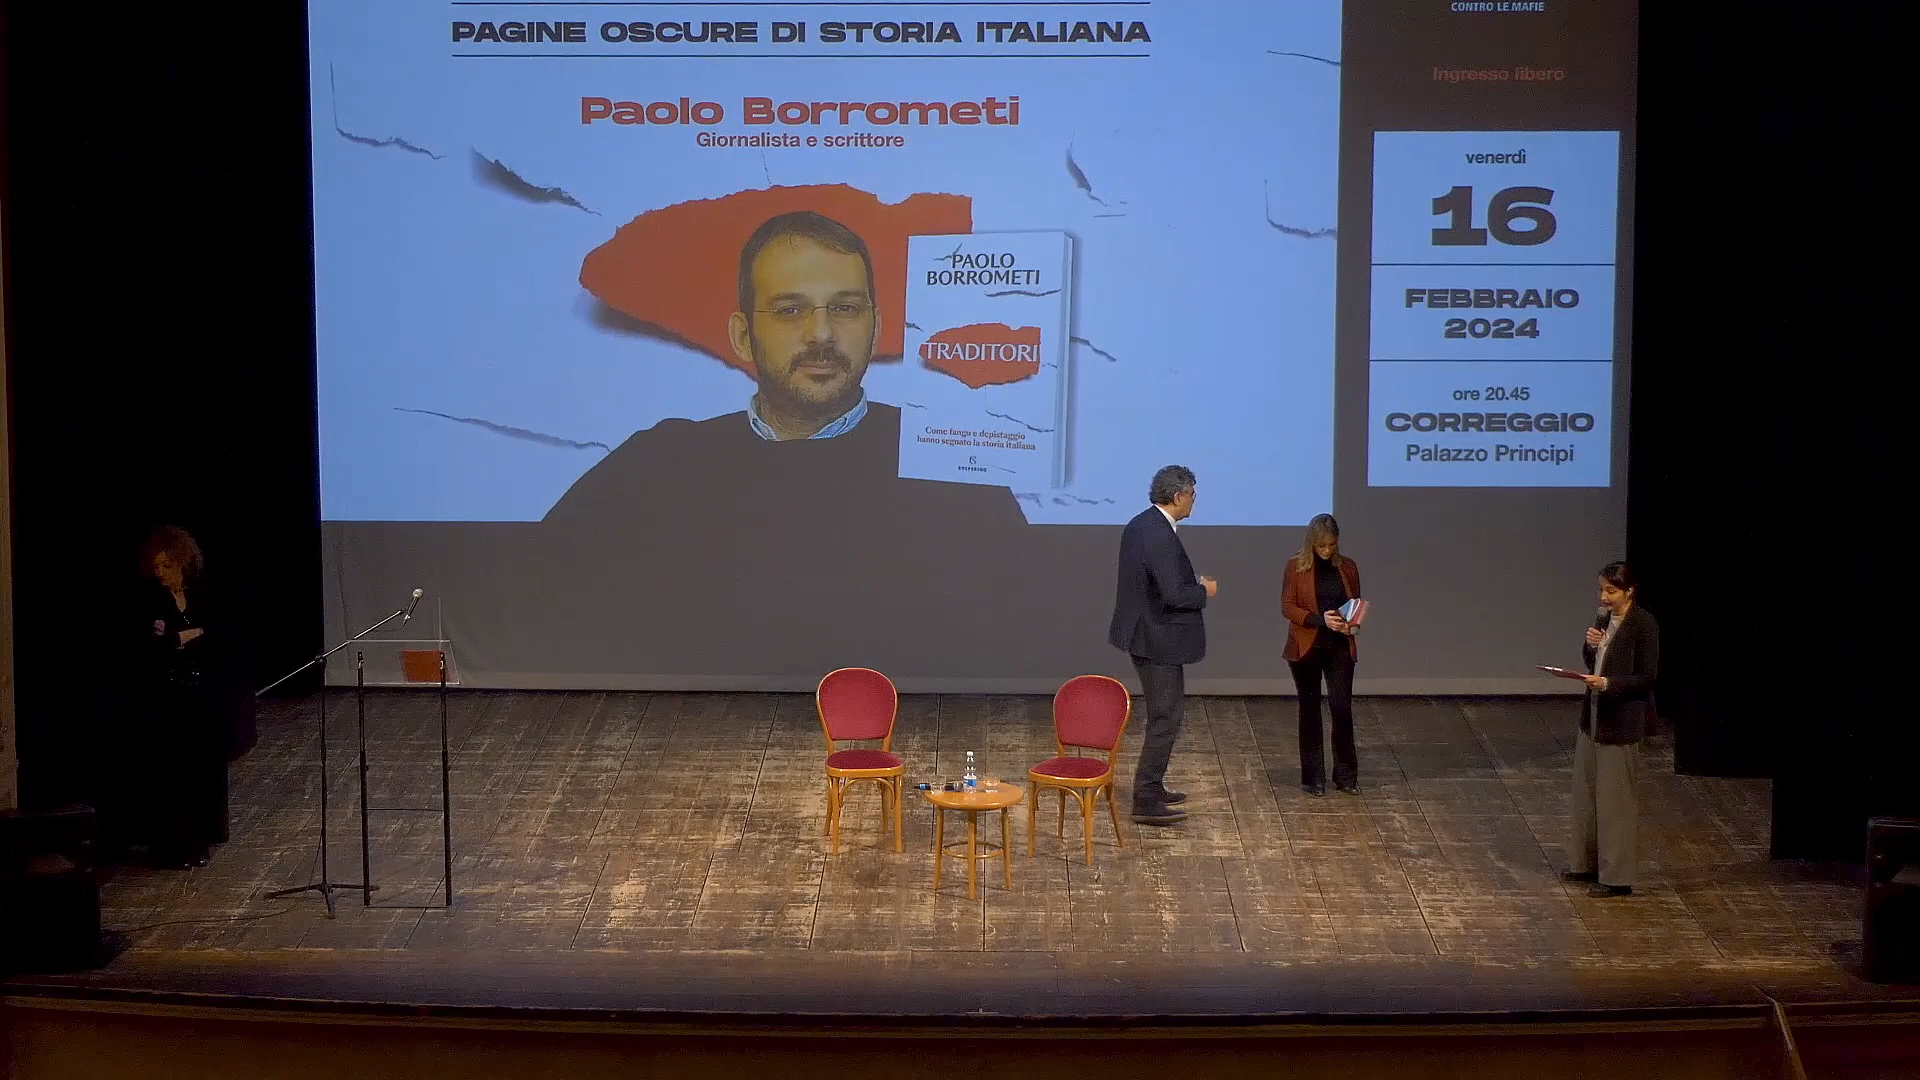 PAGINE OSCURE DI STORIA ITALIANA
Paolo Borrometi
Giornalista e scrittore
PAOLO
BORROMETI
TRADITORI
Come fango e depistaggio
hanno segnato la storia italiana
SOLFERINO
CONTRO LE MAFIE
Ingresso libero
venerdì
16
FEBBRAIO
2024
ore 20.45
CORREGGIO
Palazzo Principi